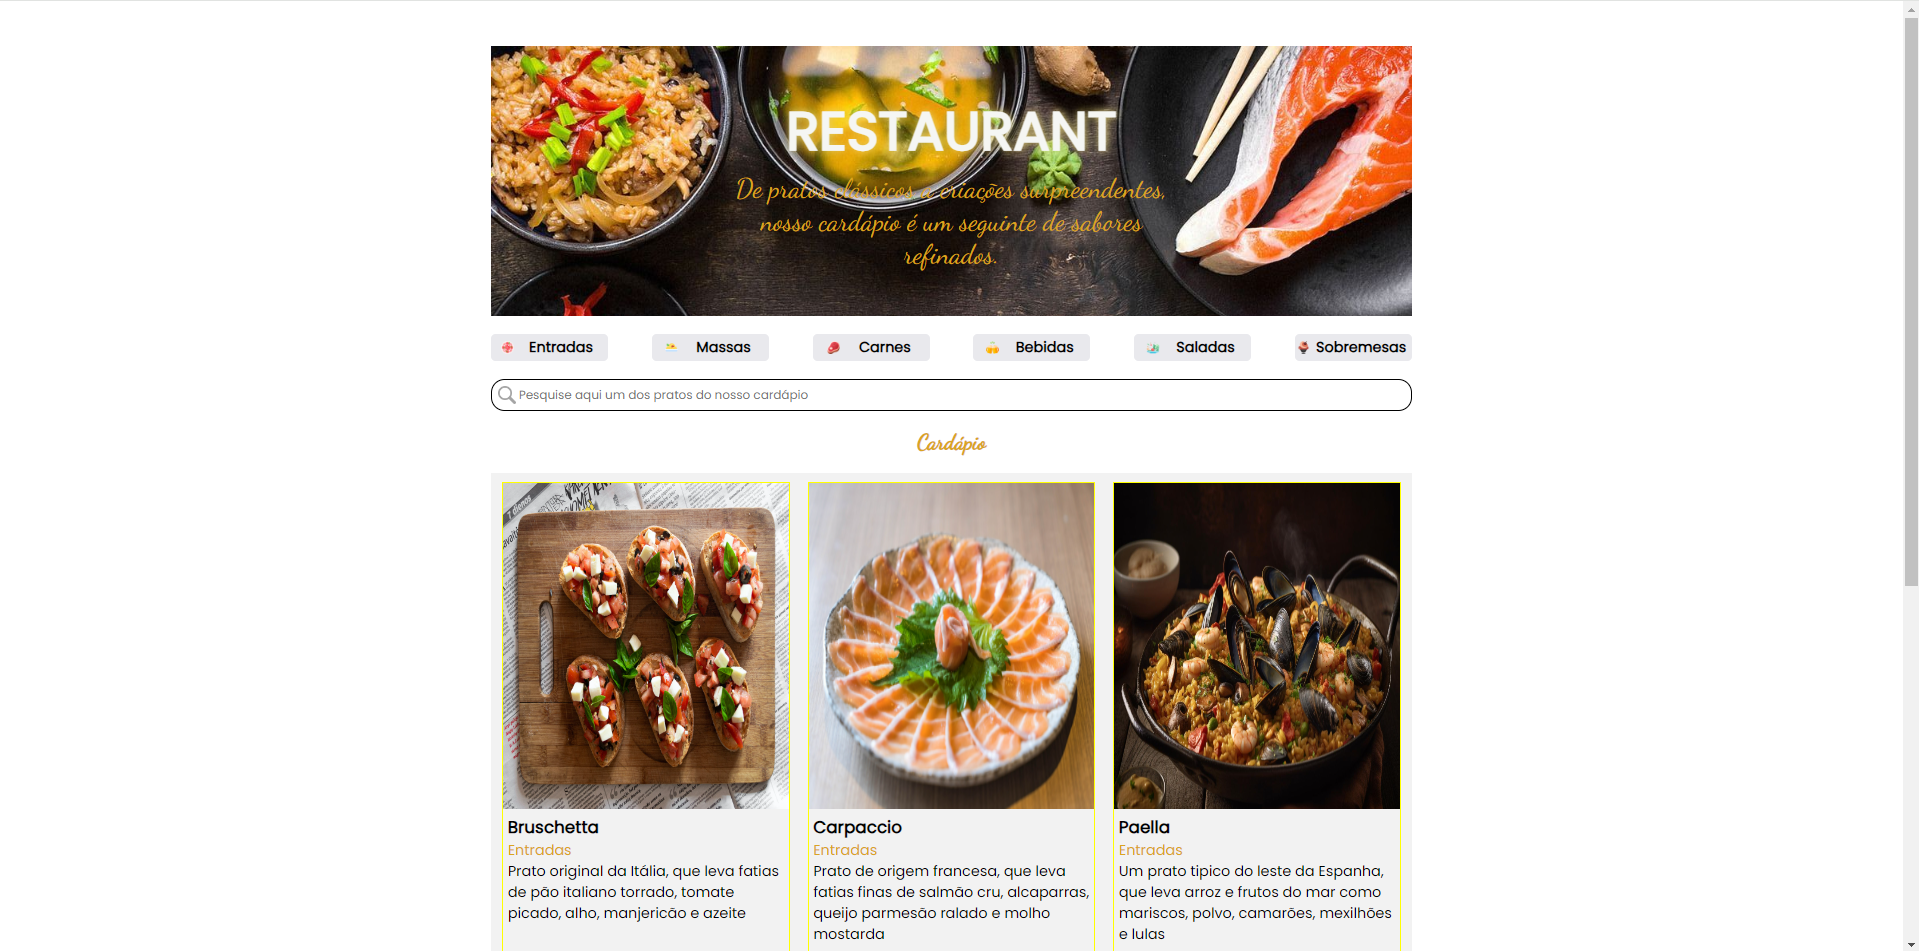 RESTAURANT
De pratos clássicos a criações surpreendentes,
nosso cardápio é um seguinte de sabores
refinados.
Entradas
Massas
Carnes
Bebidas
Saladas
Sobremesas
Pesquise aqui um dos pratos do nosso cardápio
Cardápio
Bruschetta
Entradas
Prato original da Itália, que leva fatias
de pão italiano torrado, tomate
picado, alho, manjericão e azeite
Carpaccio
Entradas
Prato de origem francesa, que leva
fatias finas de salmão cru, alcaparras,
queijo parmesão ralado e molho
mostarda
Paella
Entradas
Um prato tipico do leste da Espanha,
que leva arroz e frutos do mar como
mariscos, polvo, camarões, mexilhões
e lulas